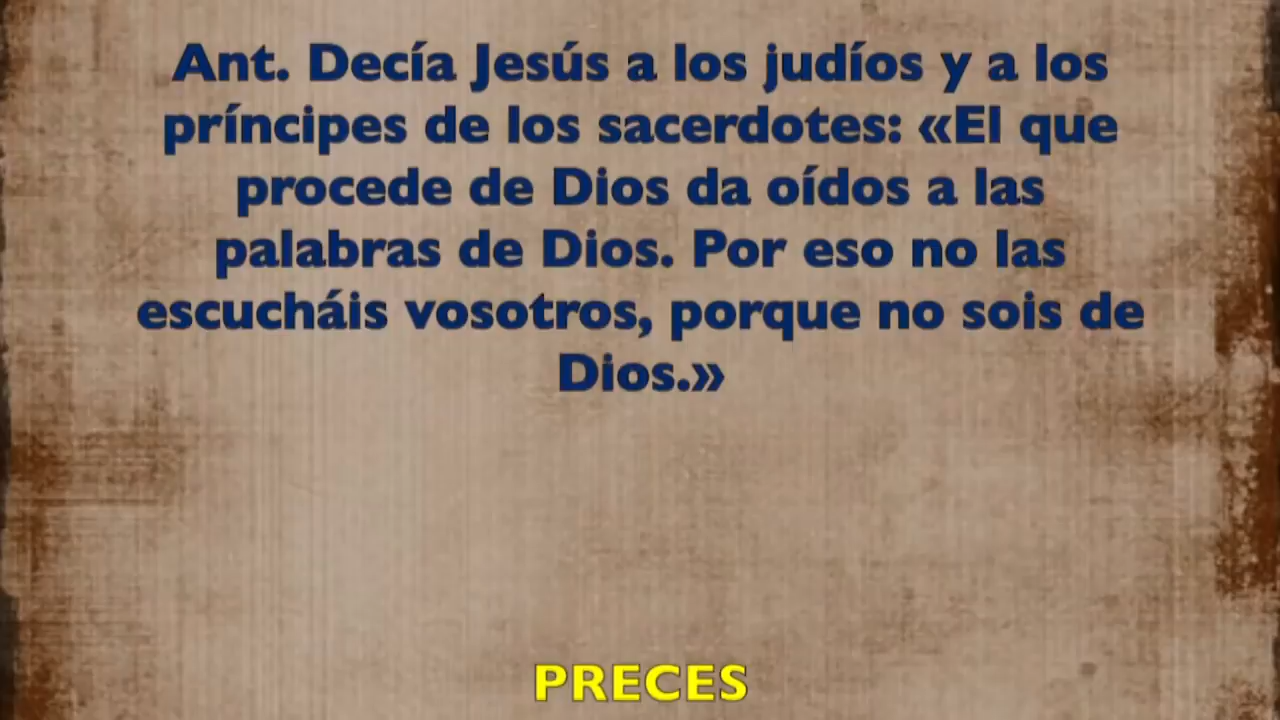 Ant. Decía Jesús a los judíos y a los
príncipes de los sacerdotes: «El que
procede de Dios da oídos a las
palabras de Dios. Por eso no las
escucháis vosotros, porque no sois de
Dios.»
PRECES